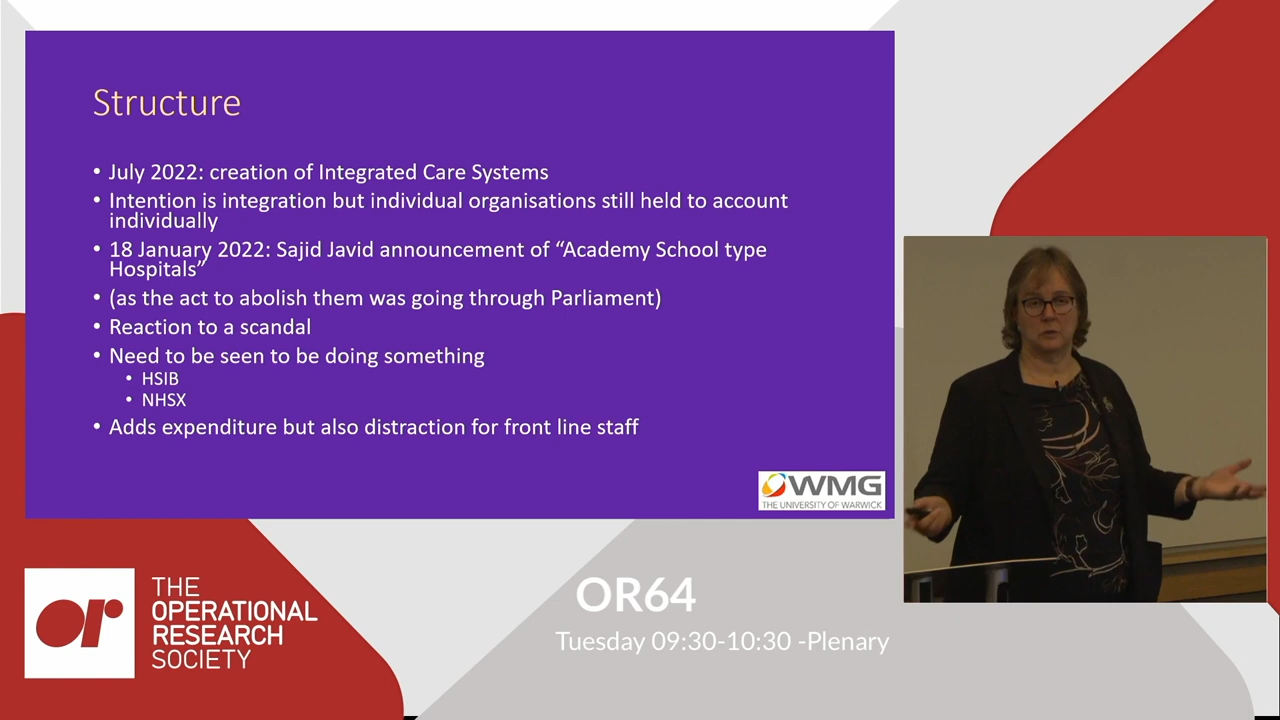 Structure
• July 2022: creation of Integrated Care Systems
• Intention is integration but individual organisations still held to account
individually
• 18 January 2022: Sajid Javid announcement of “Academy School type
Hospitals”
• (as the act to abolish them was going through Parliament)
• Reaction to a scandal
• Need to be seen to be doing something
• HSIB
• NHSX
• Adds expenditure but also distraction for front line staff
WMG
THE UNIVERSITY OF WARWICK
or
THE
OPERATIONAL
RESEARCH
SOCIETY
OR64
Tuesday 09:30-10:30 -Plenary